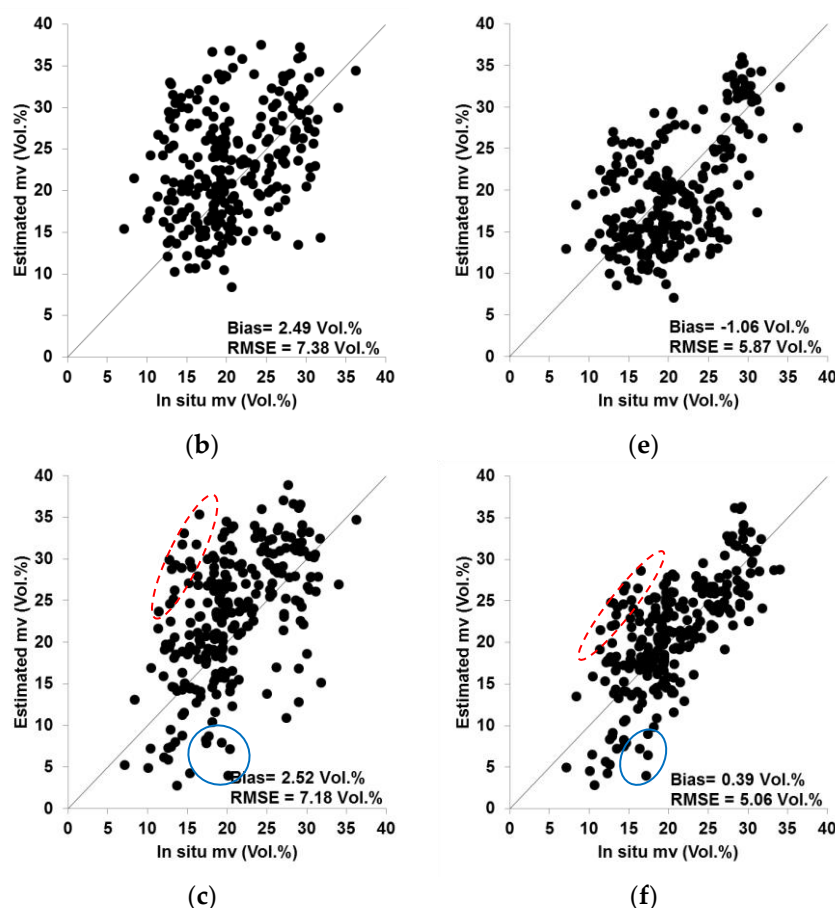 40
35
30
25
20
15
10
5
0
Estimated mv (Vol.%)
Bias= 2.49 Vol.%
RMSE = 7.38 Vol.%
0 5 10 15 20 25 30 35 40
In situ mv (Vol.%)
(b)
40
35
30
25
20
15
10
5
0
Estimated mv (Vol.%)
Bias= -1.06 Vol.%
RMSE = 5.87 Vol.%
0 5 10 15 20 25 30 35 40
In situ mv (Vol.%)
(e)
40
35
30
25
20
15
10
5
0
Estimated mv (Vol.%)
Bias= 2.52 Vol.%
RMSE = 7.18 Vol.%
0 5 10 15 20 25 30 35 40
In situ mv (Vol.%)
(c)
40
35
30
25
20
15
10
5
0
Estimated mv (Vol.%)
Bias= 0.39 Vol.%
RMSE = 5.06 Vol.%
0 5 10 15 20 25 30 35 40
In situ mv (Vol.%)
(f)